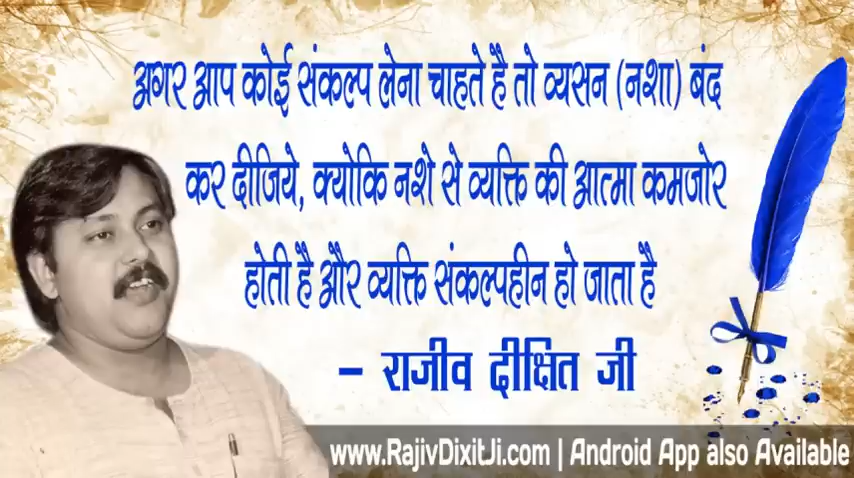 अगर आप कोई संकल्प लेना चाहते है तो व्यसन (नशा) बंद
कर दीजिये, क्योकि नशे से व्यक्ति की आत्मा कमजोर
होती है और व्यक्ति संकल्पहीन हो जाता है
– राजीव दीक्षित जी
www.RajivDixitJi.com | Android App also Available